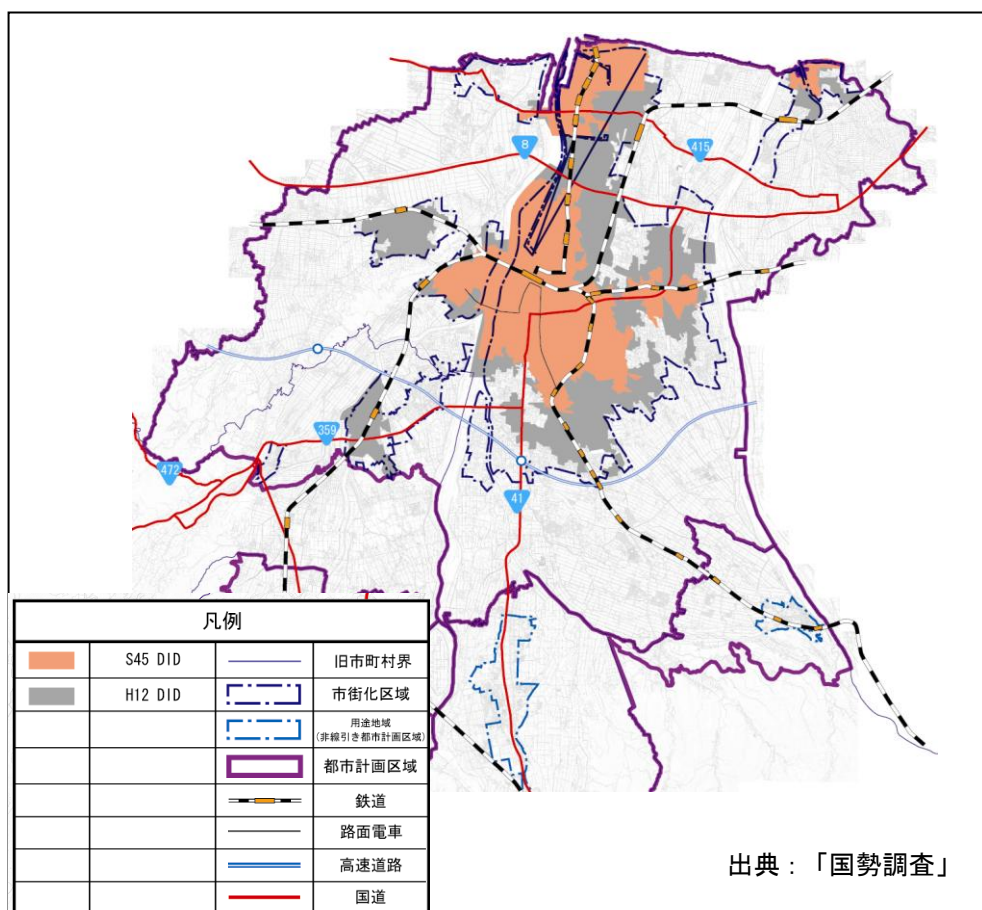 8
415
359
472
41
凡例
S45 DID
旧市町村界
H12 DID
市街化区域
用途地域
(非線引き都市計画区域)
都市計画区域
鉄道
路面電車
高速道路
国道
出典：「国勢調査」